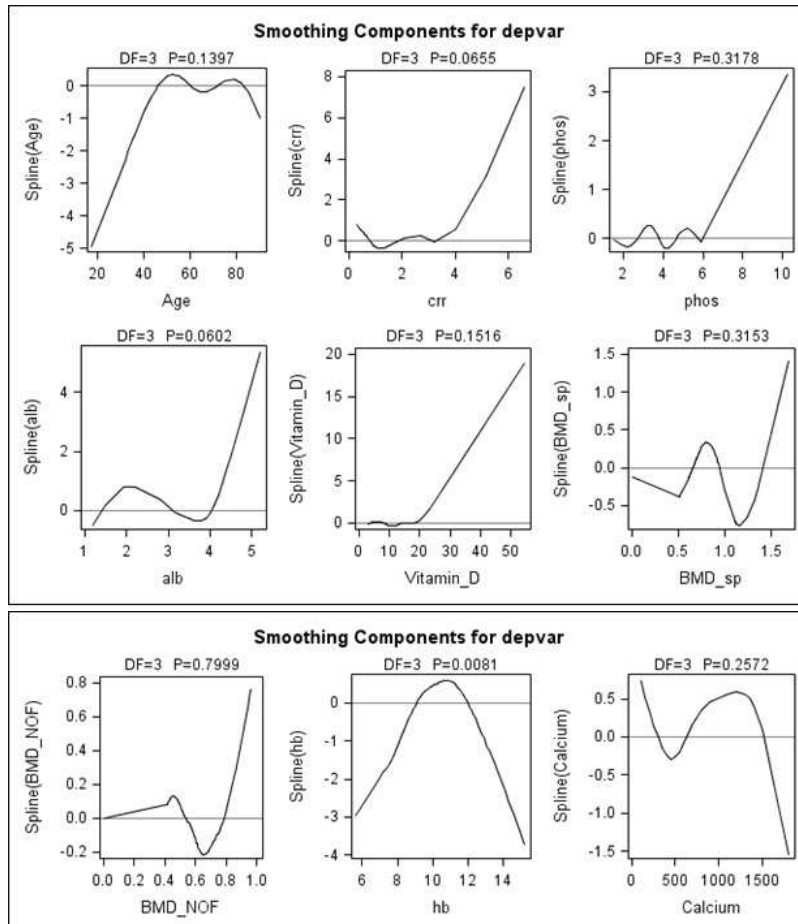 Smoothing Components for depvar
DF=3 P=0.1397 DF=3 P=0.0655 DF=3 P=0.3178
Spline(Age)
0
-1
-2
-3
-4
-5
20 40 60 80
Age
Spline(crr)
8
6
4
2
0
0 2 4 6
crr
Spline(phos)
3
2
1
0
2 4 6 8 10
phos
DF=3 P=0.0602 DF=3 P=0.1516 DF=3 P=0.3153
Spline(alb)
4
2
0
1 2 3 4 5
alb
Spline(Vitamin_D)
20
15
10
5
0
0 10 20 30 40 50
Vitamin_D
Spline(BMD_sp)
1.5
1.0
0.5
0.0
-0.5
0.0 0.5 1.0 1.5
BMD_sp
Smoothing Components for depvar
DF=3 P=0.7999 DF=3 P=0.0081 DF=3 P=0.2572
Spline(BMD_NOF)
0.8
0.6
0.4
0.2
0.0
-0.2
0.0 0.2 0.4 0.6 0.8 1.0
BMD_NOF
Spline(hb)
0
-1
-2
-3
-4
6 8 10 12 14
hb
Spline(Calcium)
0.5
0.0
-0.5
-1.0
-1.5
0 500 1000 1500
Calcium